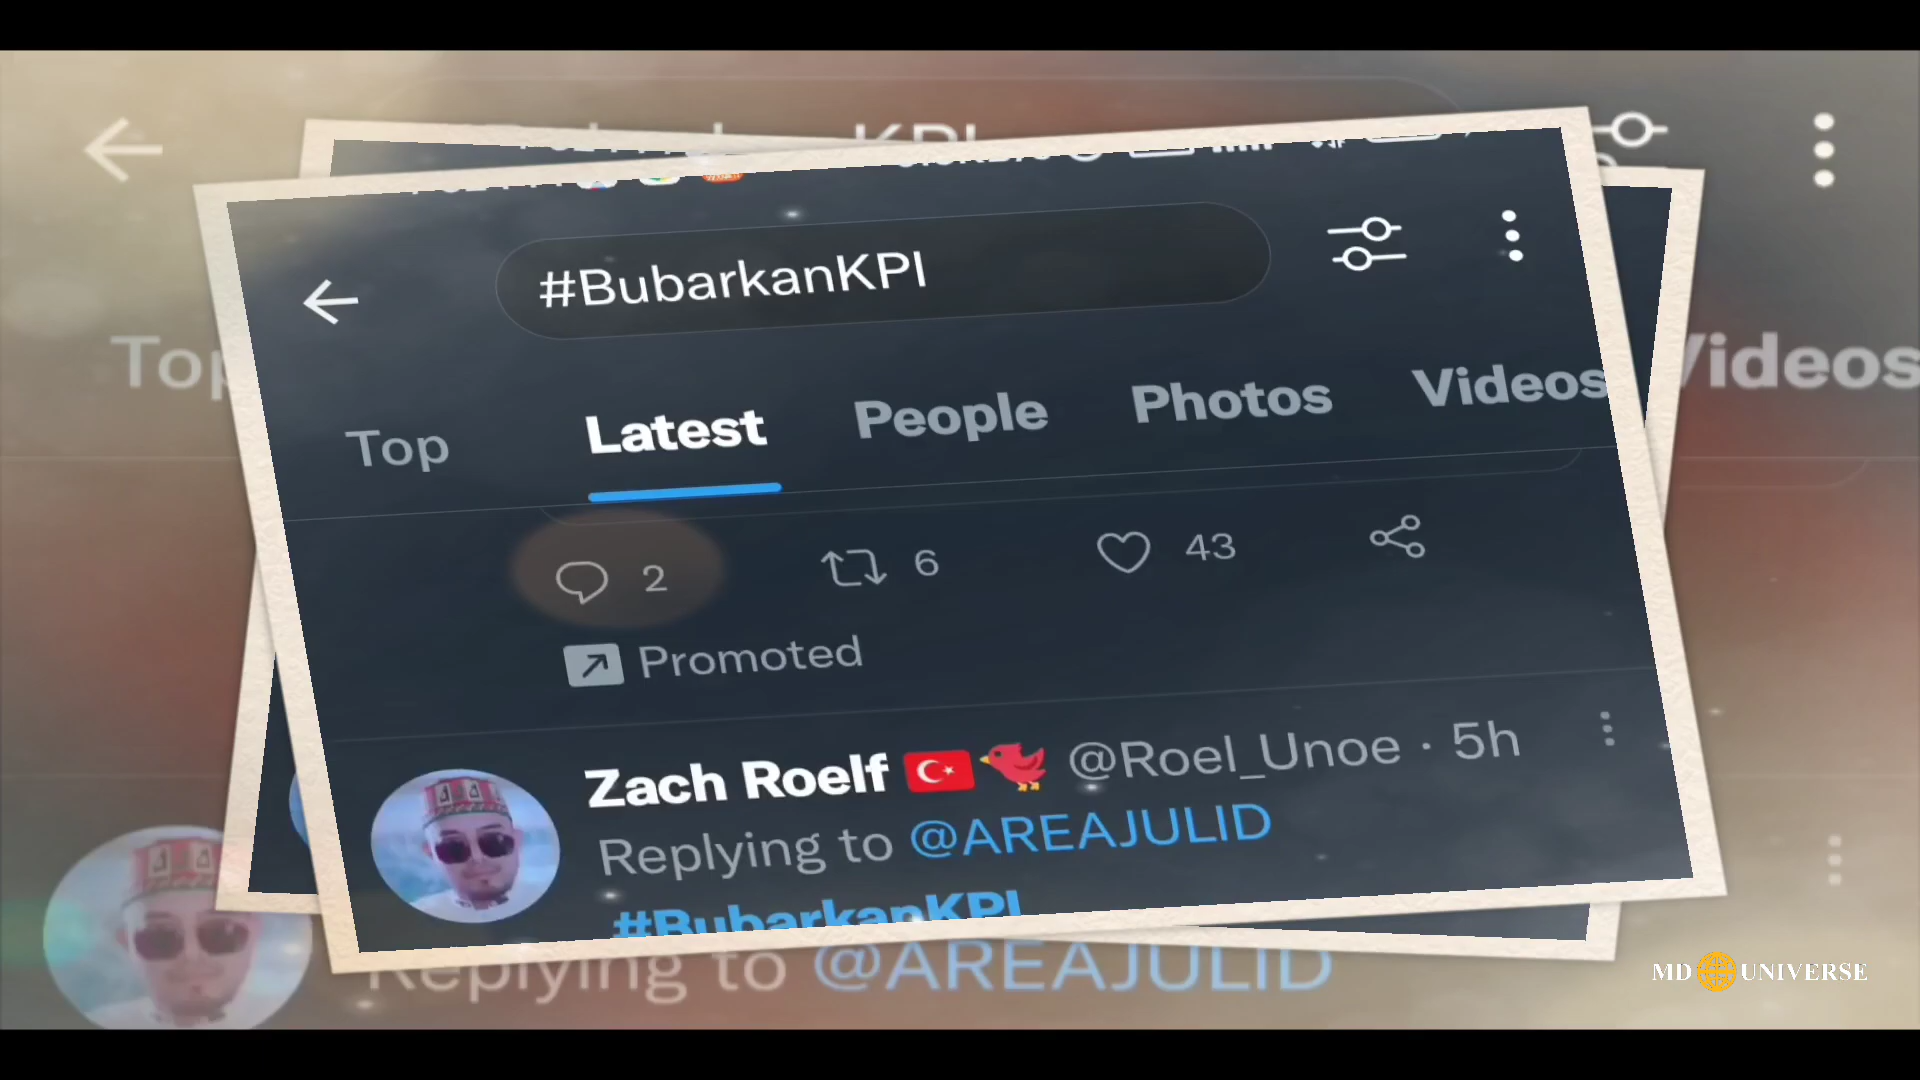 #BubarkanKPI
Top Latest People Photos Videos
2 6 43
Promoted
Zach Roelf @Roel_Unoe · 5h
Replying to @AREAJULID
#BubarkanKPI
Replying to @AREAJULID
Videos
MD UNIVERSE